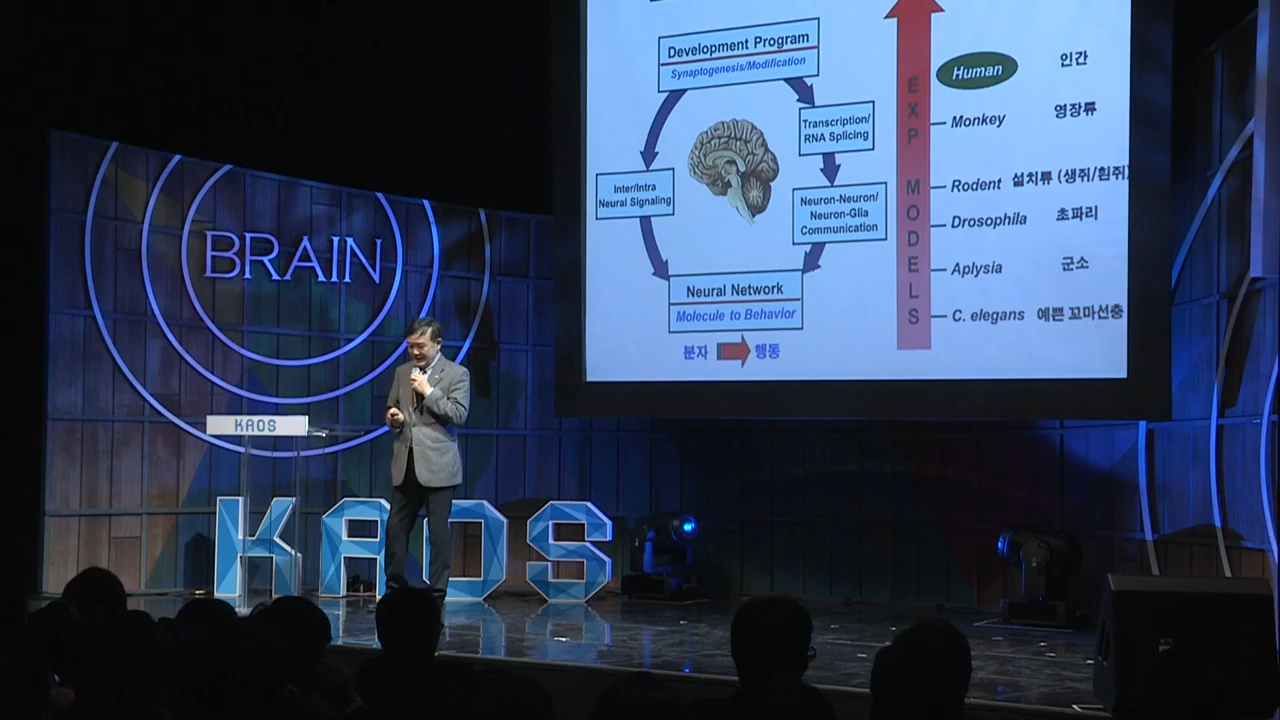 Development Program
Synaptogenesis/Modification
Transcription/
RNA Splicing
Inter/Intra
Neural Signaling
Neuron-Neuron/
Neuron-Glia
Communication
Neural Network
Molecule to Behavior
분자 행동
EXP MODELS
Human 인간
Monkey 영장류
Rodent 설치류 (생쥐/흰쥐)
Drosophila 초파리
Aplysia 군소
C. elegans 예쁜 꼬마선충
BRAIN
KAOS
KAOS